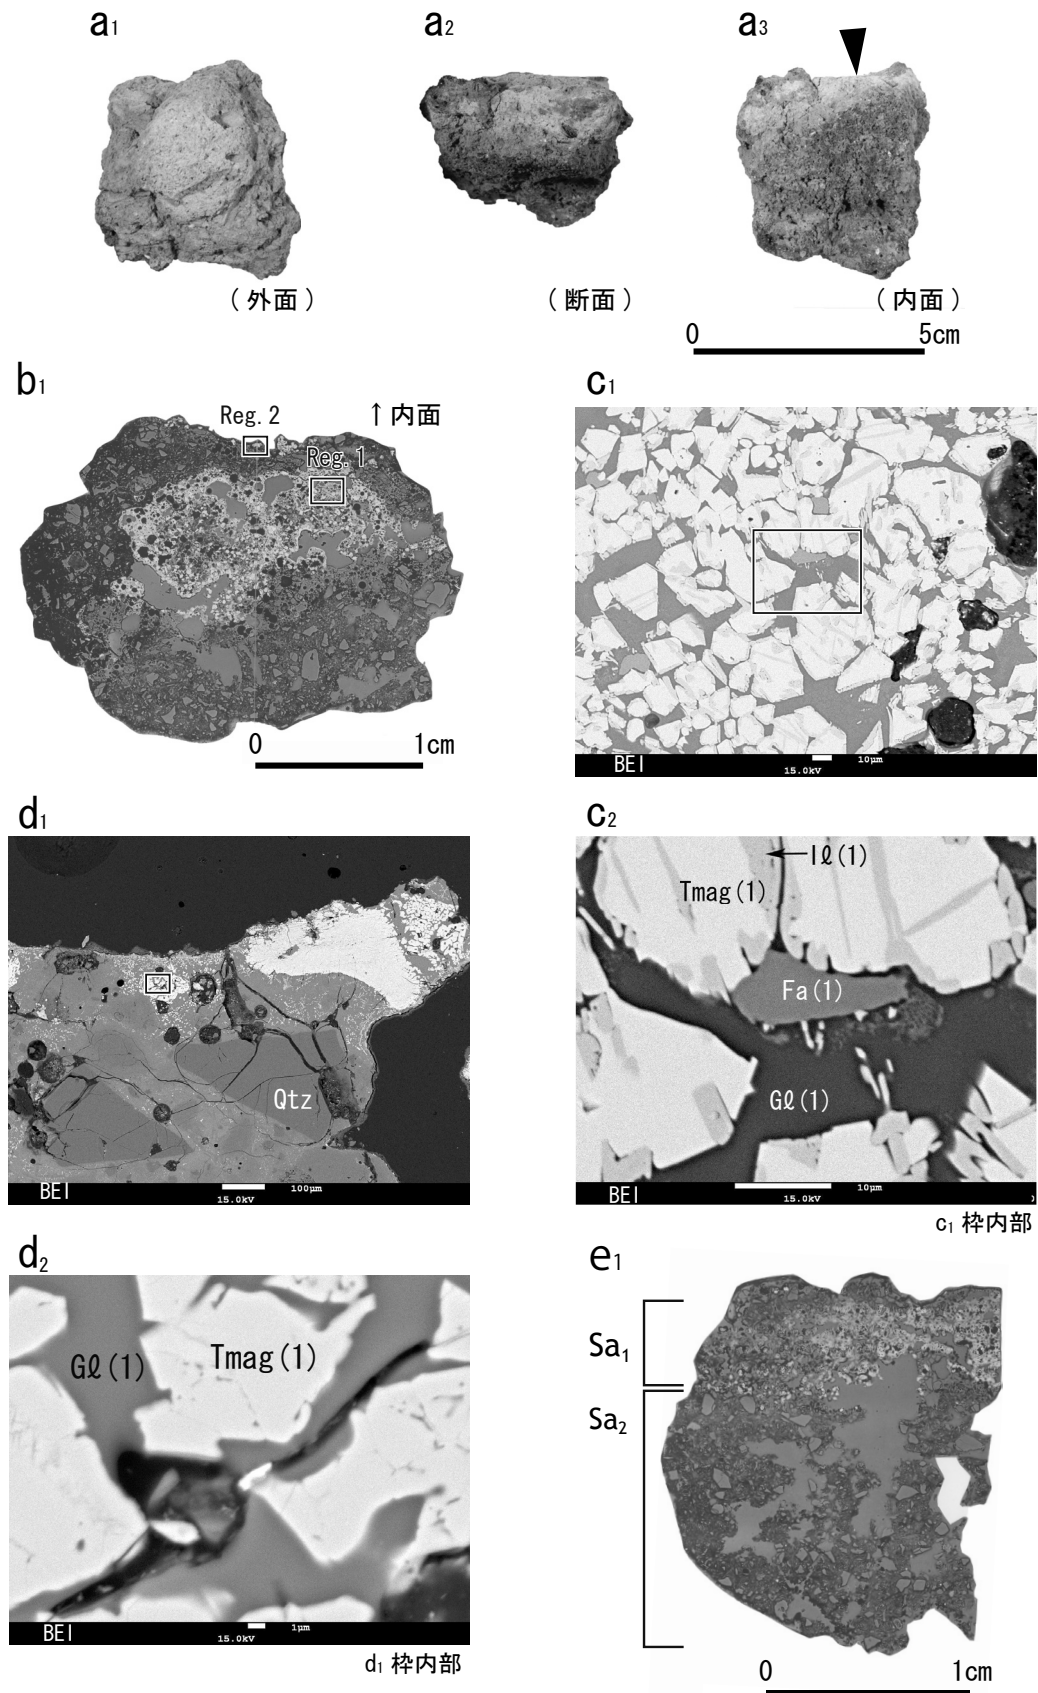 a1
a2
a3
(外面)
(断面)
(内面)
0 5cm
b1
Reg.2
↑内面
Reg.1
0 1cm
c1
BEI 15.0kV 10μm
d1
Qtz
BEI 15.0kV 100μm
c2
Il(1)
Tmag(1)
Fa(1)
Gℓ(1)
BEI 15.0kV 10μm
c1 枠内部
d2
Gℓ(1)
Tmag(1)
BEI 15.0kV 1μm
d1 枠内部
e1
Sa1
Sa2
0 1cm